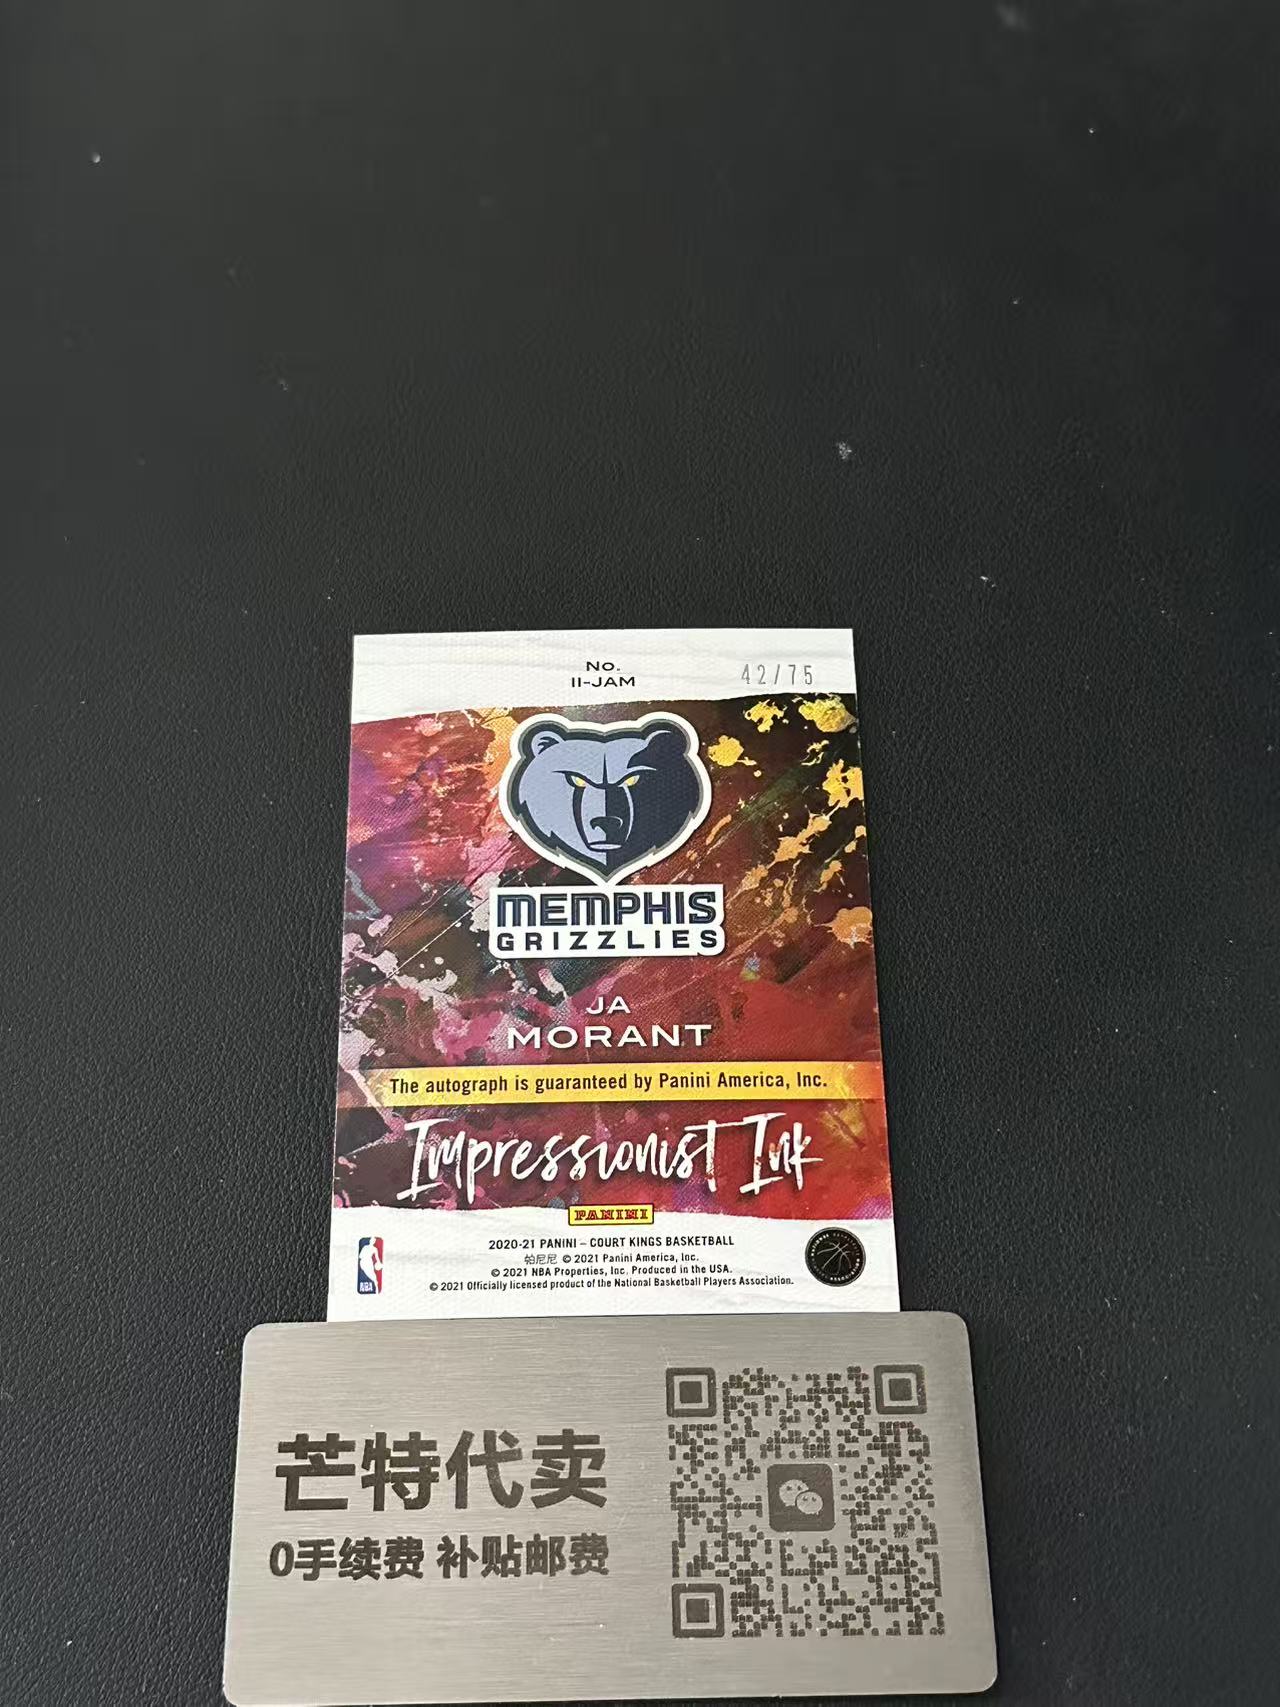 No.
II-JAM
42/75
MEMPHIS
GRIZZLIES
JA
MORANT
The autograph is guaranteed by Panini America, Inc.
Impressionist Ink
PANINI
2020-21 PANINI – COURT KINGS BASKETBALL
帕尼尼 © 2021 Panini America, Inc.
© 2021 NBA Properties, Inc. Produced in the USA.
© 2021 Officially licensed product of the National Basketball Players Association.
NBA
芒特代卖
0手续费 补贴邮费